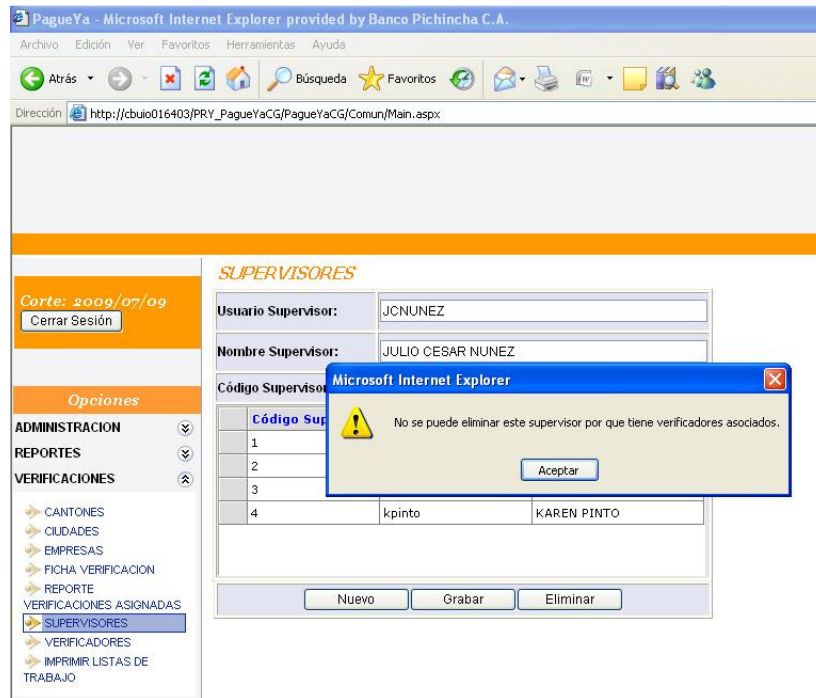 PagueYa - Microsoft Internet Explorer provided by Banco Pichincha C.A.
Archivo Edición Ver Favoritos Herramientas Ayuda
Atrás Búsqueda Favoritos
Dirección http://cbuio016403/PRY_PagueYaCG/PagueYaCG/Comun/Main.aspx
Corte: 2009/07/09
Cerrar Sesión
Opciones
ADMINISTRACION
REPORTES
VERIFICACIONES
CANTONES
CIUDADES
EMPRESAS
FICHA VERIFICACION
REPORTE
VERIFICACIONES ASIGNADAS
SUPERVISORES
VERIFICADORES
IMPRIMIR LISTAS DE
TRABAJO
SUPERVISORES
Usuario Supervisor: JCNUNEZ
Nombre Supervisor: JULIO CESAR NUNEZ
Código Supervisor
Código Sup
1
2
3
4 kpinto KAREN PINTO
Nuevo Grabar Eliminar
Microsoft Internet Explorer
No se puede eliminar este supervisor por que tiene verificadores asociados.
Aceptar